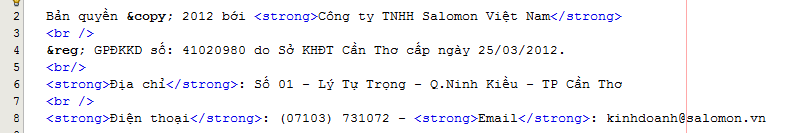 2 Bản quyền &copy; 2012 bới <strong>Công ty TNHH Salomon Việt Nam</strong>
3 <br />
4 &reg; GPĐKKD số: 41020980 do Sở KHĐT Cần Thơ cấp ngày 25/03/2012.
5 <br/>
6 <strong>Địa chỉ</strong>: Số 01 - Lý Tự Trọng - Q.Ninh Kiều - TP Cần Thơ
7 <br />
8 <strong>Điện thoại</strong>: (07103) 731072 - <strong>Email</strong>: kinhdoanh@salomon.vn